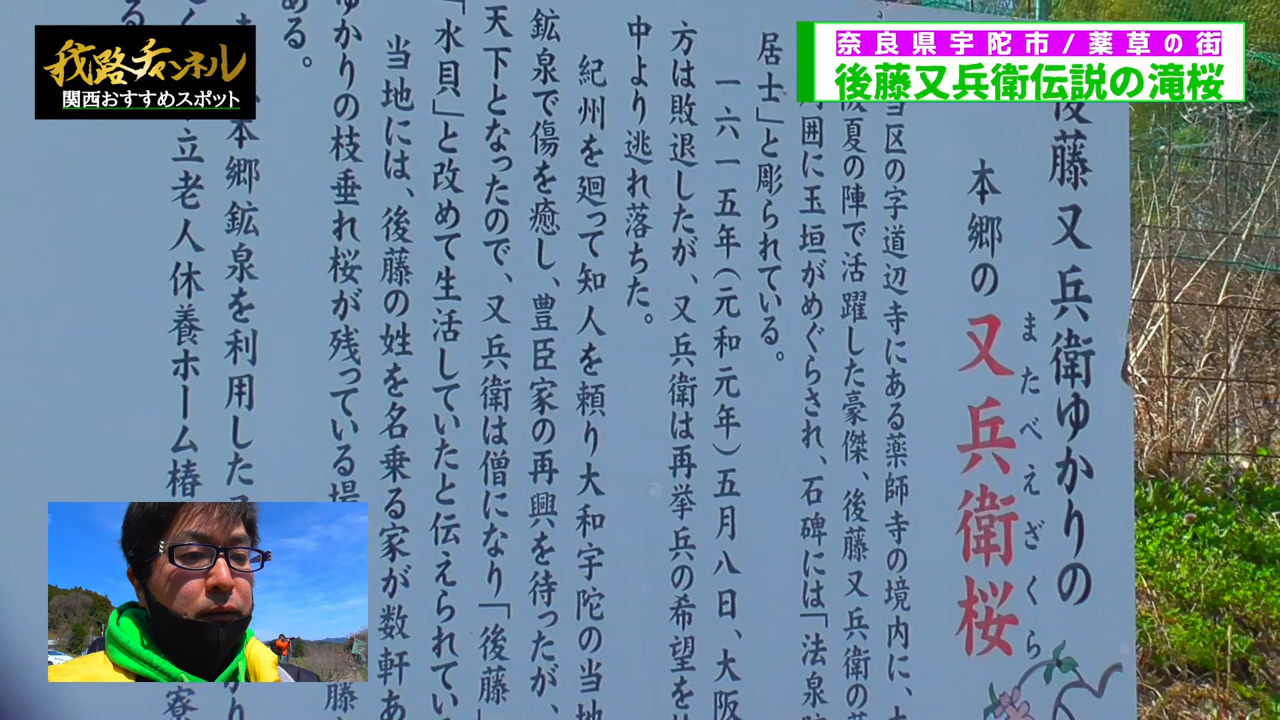 我路チャンネル
関西おすすめスポット
奈良県宇陀市/薬草の街
後藤又兵衛伝説の滝桜
後藤又兵衛ゆかりの
本郷の又兵衛桜
またべえざくら
当区の字道辺寺にある薬師寺の境内に、
阪夏の陣で活躍した豪傑、後藤又兵衛の
周囲に玉垣がめぐらされ、石碑には「法泉院
居士」と彫られている。
一六一五年(元和元年)五月八日、大阪
方は敗退したが、又兵衛は再挙兵の希望を
中より逃れ落ちた。
紀州を廻って知人を頼り大和宇陀の当地
鉱泉で傷を癒し、豊臣家の再興を待ったが、
天下となったので、又兵衛は僧になり「後藤」
「水貝」と改めて生活していたと伝えられてい
当地には、後藤の姓を名乗る家が数軒あ
ゆかりの枝垂れ桜が残っている場
藤
ある。
本郷鉱泉を利用した
り
立老人休養ホーム椿
寮
る